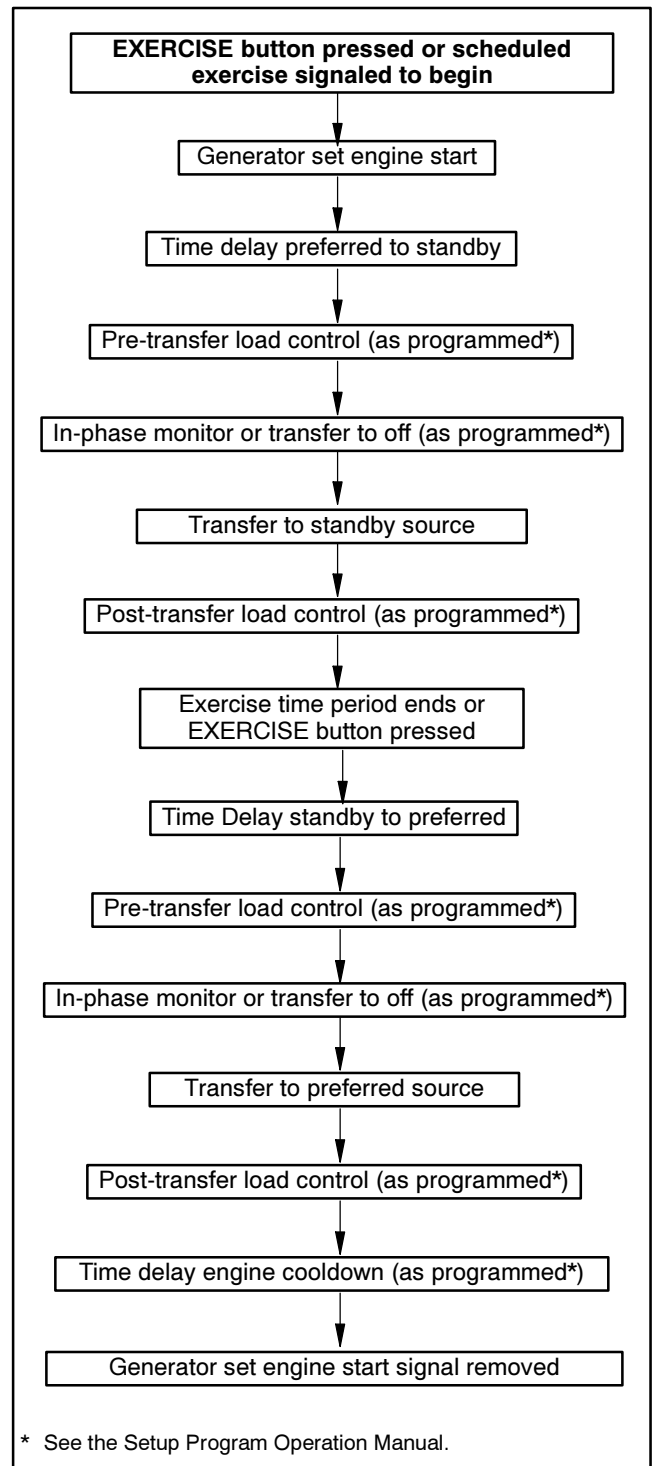 EXERCISE button pressed or scheduled
exercise signaled to begin
Generator set engine start
Time delay preferred to standby
Pre-transfer load control (as programmed*)
In-phase monitor or transfer to off (as programmed*)
Transfer to standby source
Post-transfer load control (as programmed*)
Exercise time period ends or
EXERCISE button pressed
Time Delay standby to preferred
Pre-transfer load control (as programmed*)
In-phase monitor or transfer to off (as programmed*)
Transfer to preferred source
Post-transfer load control (as programmed*)
Time delay engine cooldown (as programmed*)
Generator set engine start signal removed
* See the Setup Program Operation Manual.